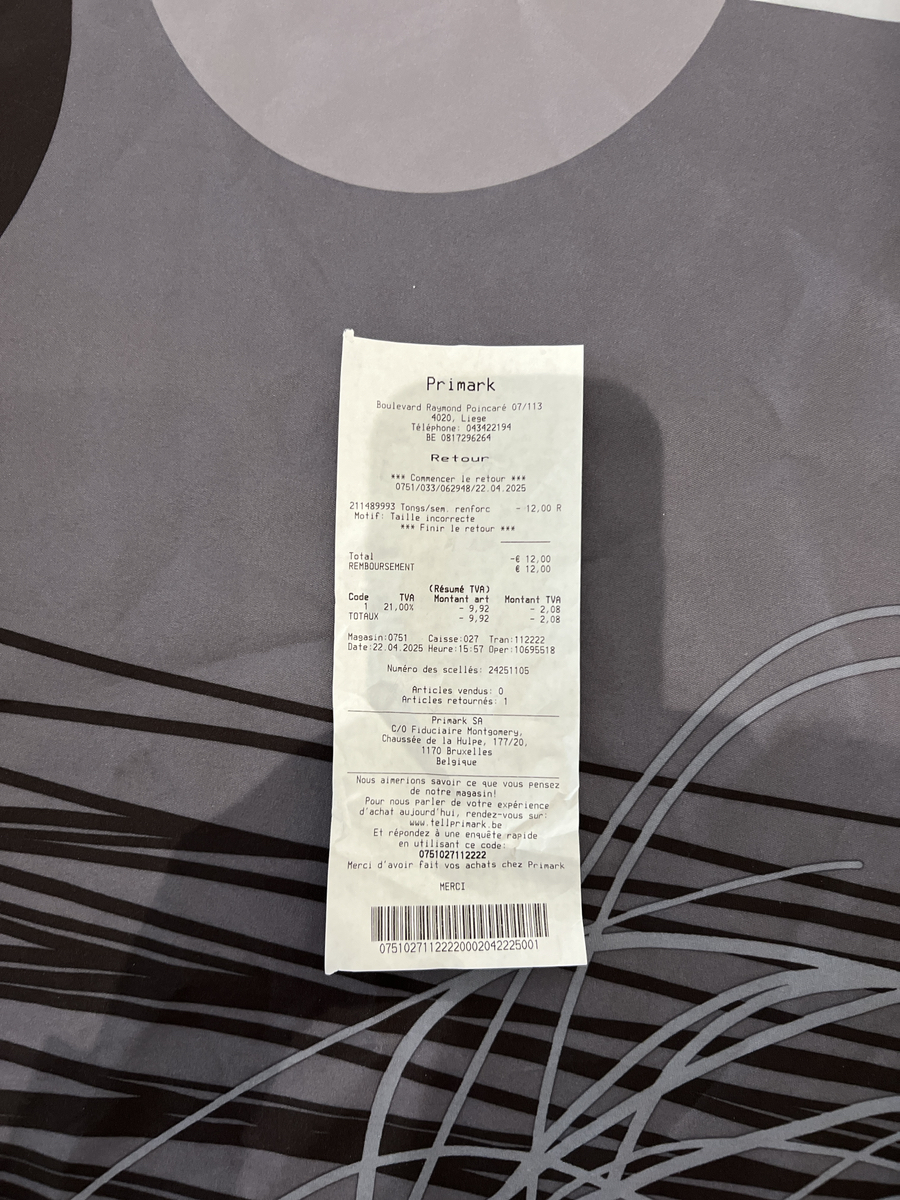 Primark
Boulevard Raymond Poincaré 07/113
4020, Liege
Téléphone: 043422194
BE 0817296264
Retour
*** Commencer le retour ***
0751/033/062948/22.04.2025
211489993 Tongs/sem. renforc - 12,00 R
Motif: Taille incorrecte
*** Finir le retour ***
Total -€ 12,00
REMBOURSEMENT € 12,00
(Résumé TVA)
Code TVA Montant art Montant TVA
1 21,00% - 9,92 - 2,08
TOTAUX - 9,92 - 2,08
Magasin:0751 Caisse:027 Tran:112222
Date:22.04.2025 Heure:15:57 Oper:10695518
Numéro des scellés: 24251105
Articles vendus: 0
Articles retournés: 1
Primark SA
C/O Fiduciaire Montgomery,
Chaussée de la Hulpe, 177/20,
1170 Bruxelles
Belgique
Nous aimerions savoir ce que vous pensez
de notre magasin!
Pour nous parler de votre expérience
d'achat aujourd'hui, rendez-vous sur:
www.tellprimark.be
Et répondez à une enquête rapide
en utilisant ce code:
0751027112222
Merci d'avoir fait vos achats chez Primark
MERCI
07510271122220002042225001